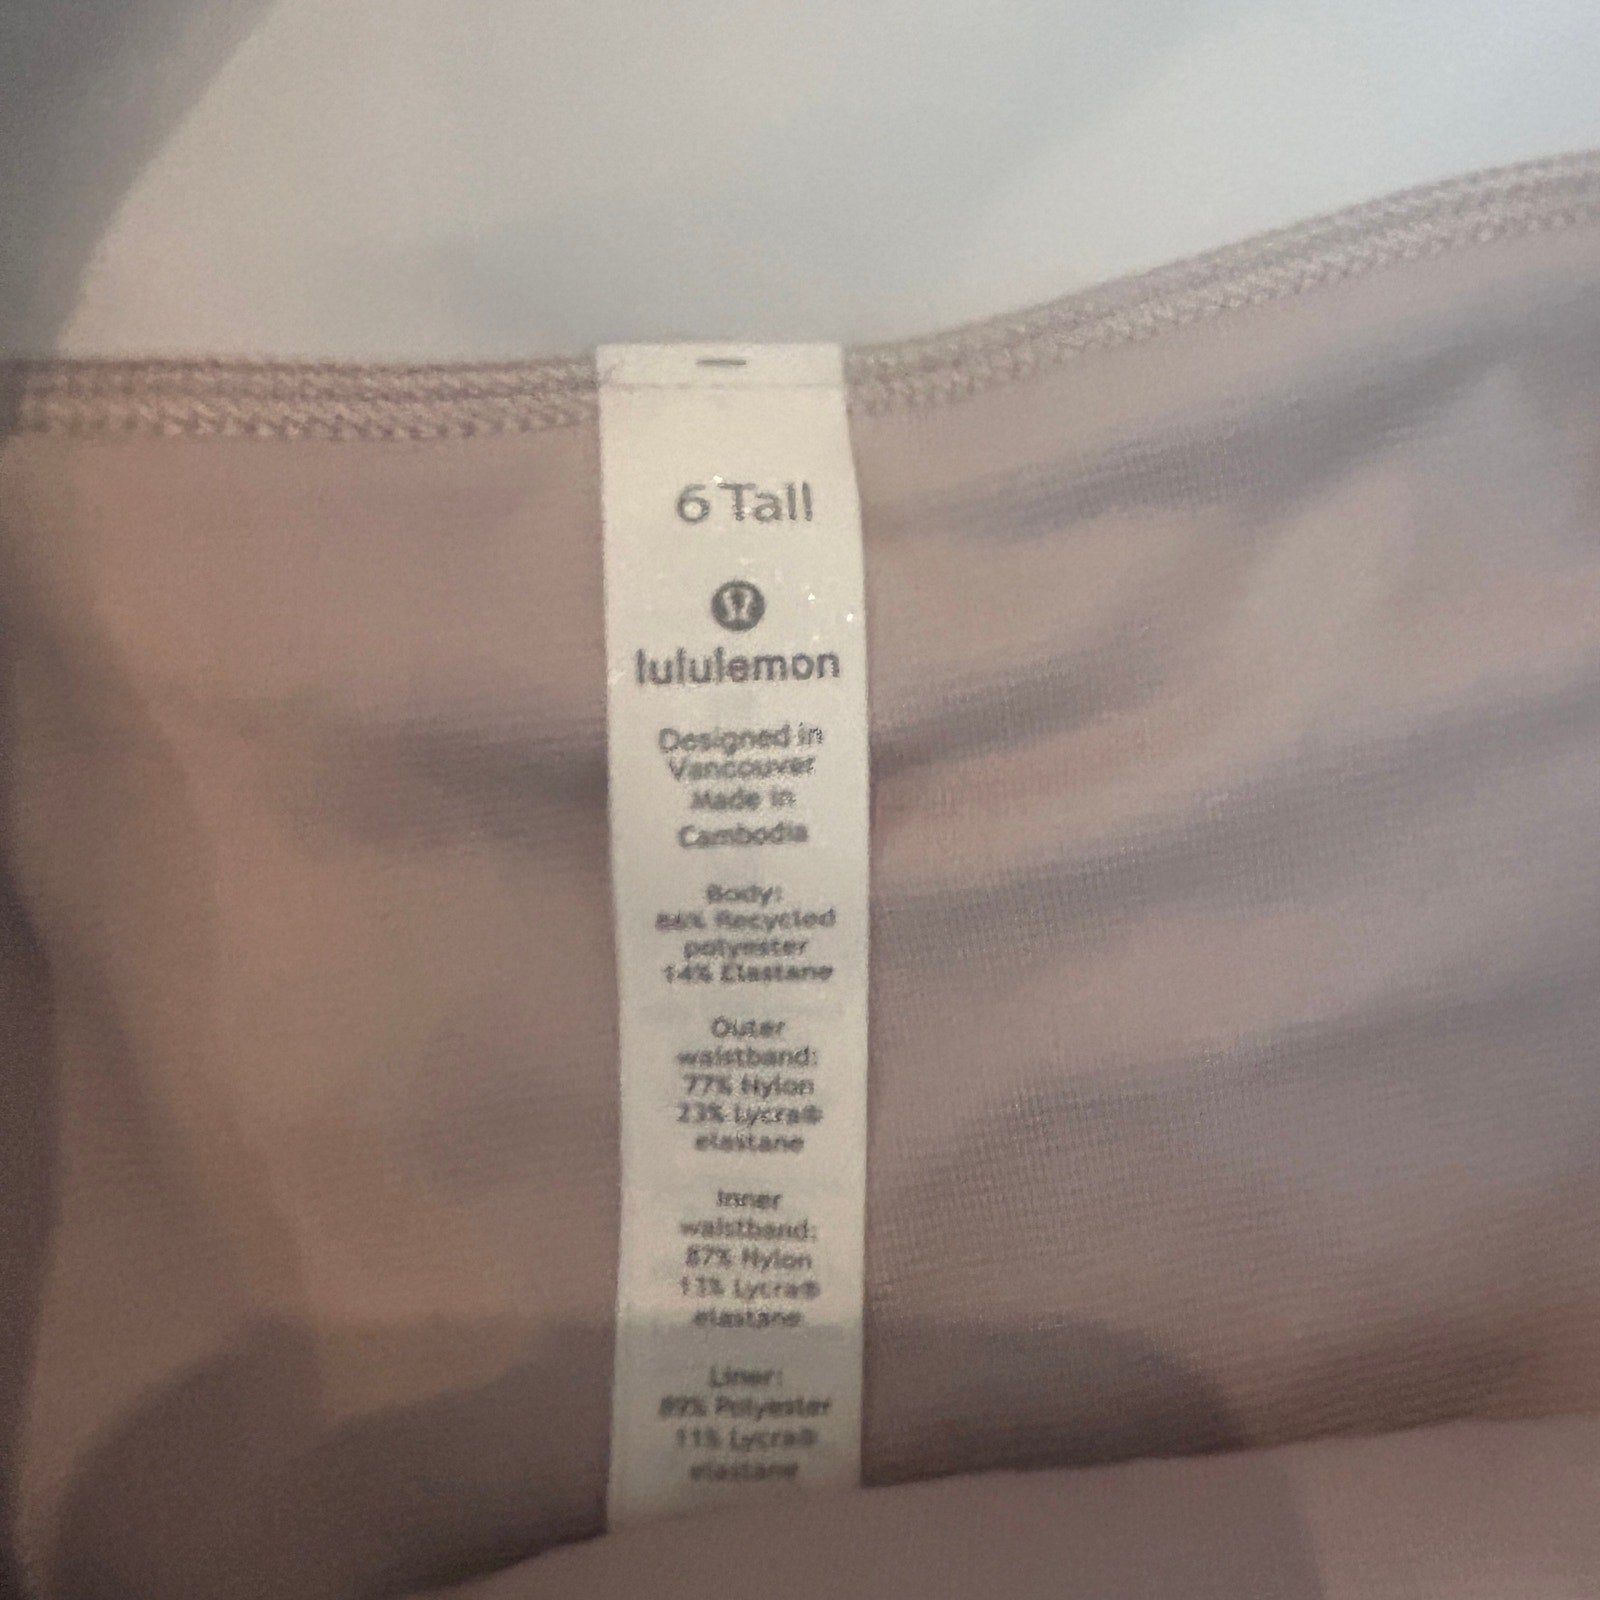 6 Tall
lululemon
Designed in
Vancouver
Made in
Cambodia
Body:
86% Recycled
polyester
14% Elastane
Outer
waistband:
77% Nylon
23% Lycra®
elastane
Inner
waistband:
87% Nylon
13% Lycra®
elastane
Liner:
89% Polyester
11% Lycra®
elastane